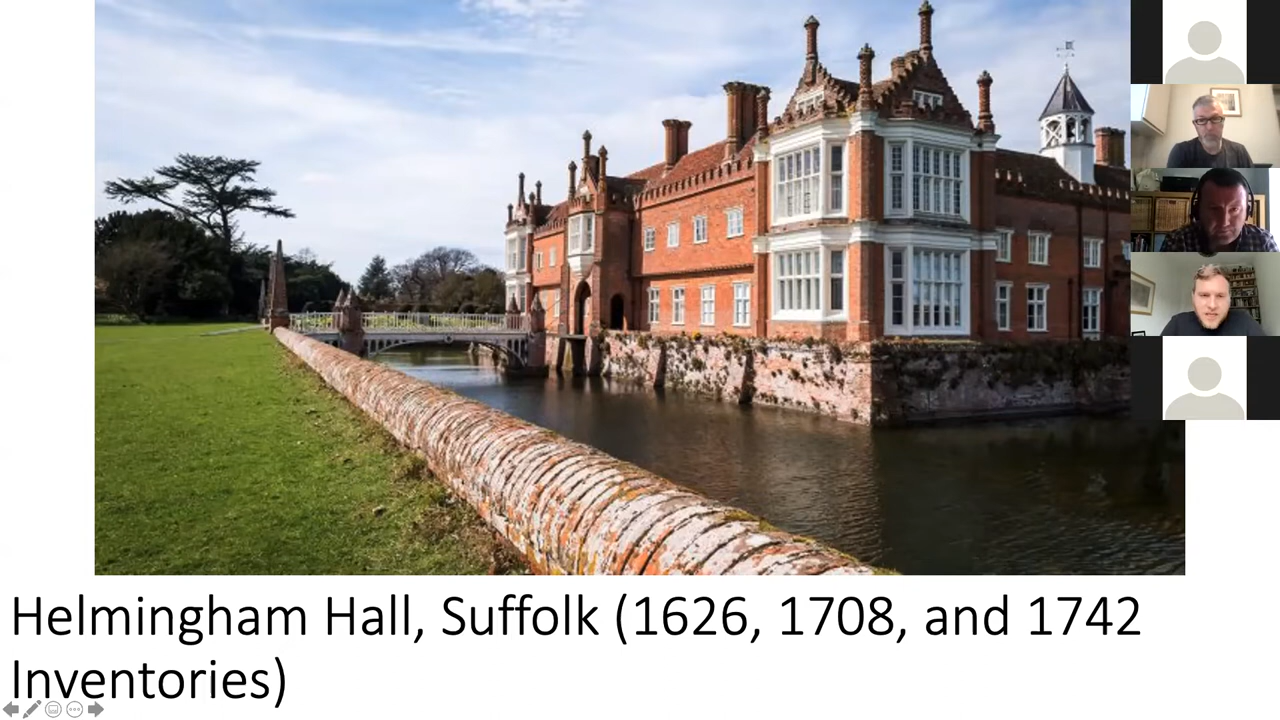 Helmingham Hall, Suffolk (1626, 1708, and 1742
Inventories)